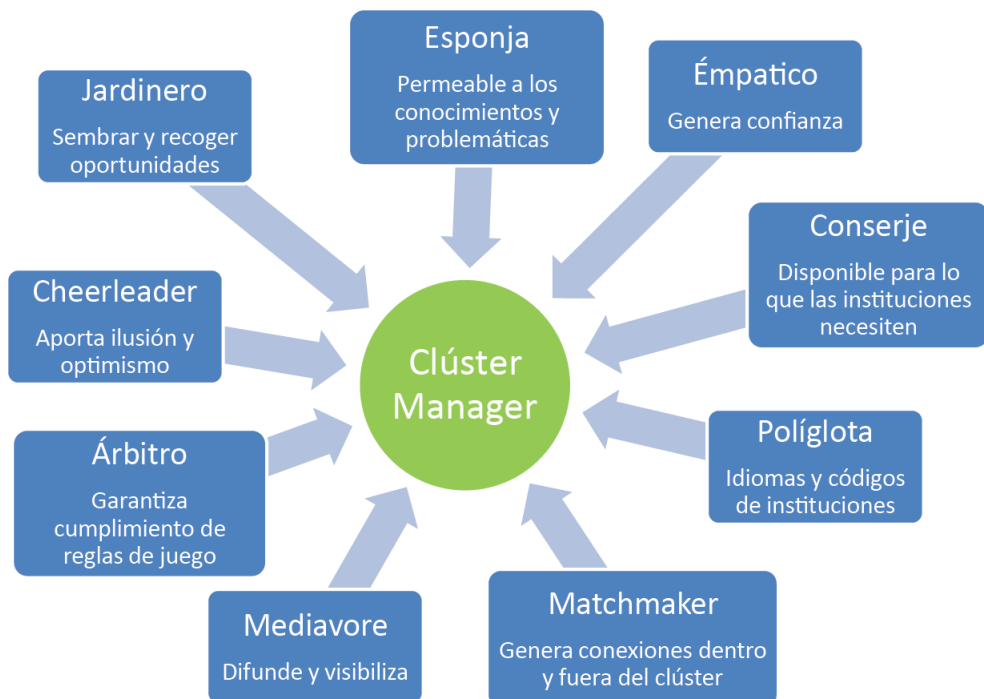 Esponja
Permeable a los
conocimientos y
problemáticas
Émpatico
Genera confianza
Conserje
Disponible para lo
que las instituciones
necesiten
Políglota
Idiomas y códigos
de instituciones
Matchmaker
Genera conexiones dentro
y fuera del clúster
Mediavore
Difunde y visibiliza
Árbitro
Garantiza
cumplimiento de
reglas de juego
Cheerleader
Aporta ilusión y
optimismo
Jardinero
Sembrar y recoger
oportunidades
Clúster
Manager